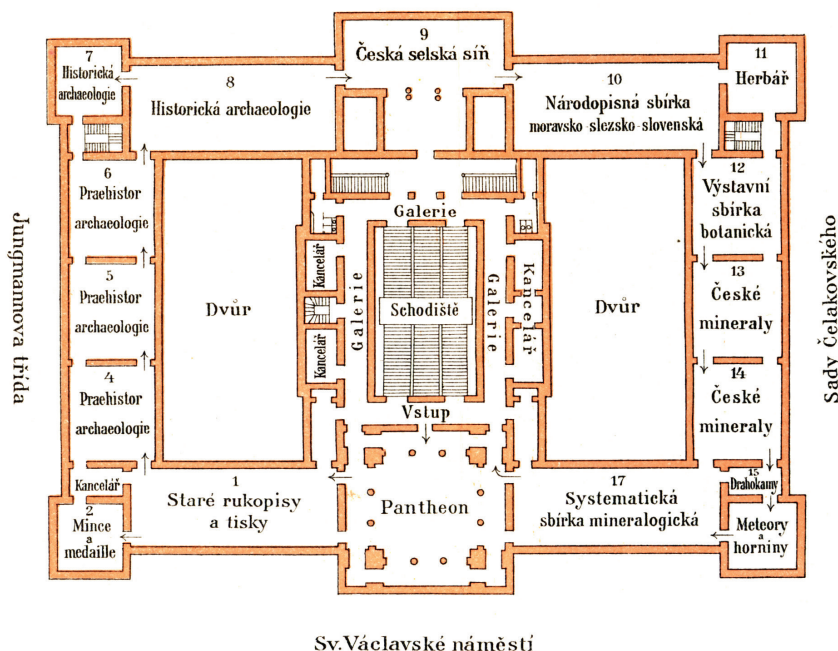 7
Historická
archaeologie
8
Historická archaeologie
9
Česká selská síň
10
Národopisná sbírka
moravsko-slezsko-slovenská
11
Herbář
6
Praehistor
archaeologie
5
Praehistor
archaeologie
4
Praehistor
archaeologie
Dvůr
Kancelář
Kancelář
Galerie
Galerie
Schodiště
Galerie
Kancelář
Vstup
Dvůr
12
Výstavní
sbírka
botanická
13
České
mineraly
14
České
mineraly
15
Drahokamy
Kancelář
2
Mince
a
medaille
1
Staré rukopisy
a tisky
Pantheon
17
Systematická
sbírka mineralogická
Meteory
a
horniny
Jungmannova třída
Sady Čelakovského
Sv. Václavské náměstí